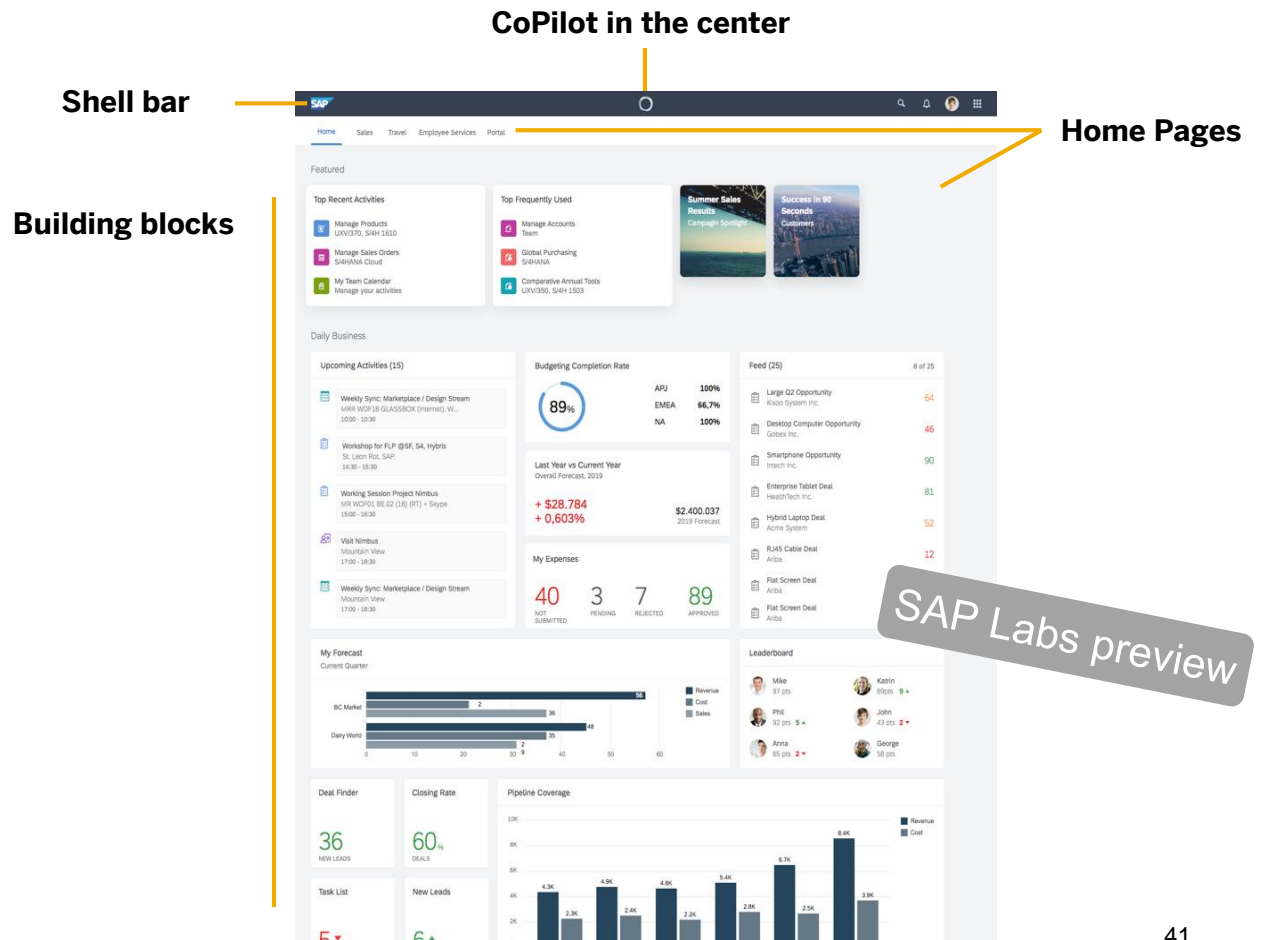 CoPilot in the center
Shell bar
SAP
Home Sales Travel Employee Services Portal
Home Pages
Building blocks
Featured
Top Recent Activities
Manage Products
UXV/370, S/4H 1610
Manage Sales Orders
S/4HANA Cloud
My Team Calendar
Manage your activities
Top Frequently Used
Manage Accounts
Team
Global Purchasing
S/4HANA
Comparative Annual Tools
UXV/350, S/4H 1503
Summer Sales
Results
Campaign Spotlight
Success in 90
Seconds
Customers
Daily Business
Upcoming Activities (15)
Weekly Sync: Marketplace / Design Stream
MRR WDF18 GLASSBOX (Internet), W...
10:00 - 10:30
Workshop for FLP @SF, S4, Hybris
St. Leon Rot, SAP.
14:30 - 15:30
Working Session Project Nimbus
MR WDF01 BE.02 (16) (RT) + Skype
15:00 - 16:30
Visit Nimbus
Mountain View
17:00 - 18:30
Weekly Sync: Marketplace / Design Stream
Mountain View
17:00 - 18:30
Budgeting Completion Rate
89%
APJ 100%
EMEA 66,7%
NA 100%
Last Year vs Current Year
Overall Forecast, 2019
+ $28.784
+ 0,603%
$2.400.037
2019 Forecast
My Expenses
40 3 7 89
NOT SUBMITTED PENDING REJECTED APPROVED
Feed (25) 8 of 25
Large Q2 Opportunity 64
Kixoo System Inc.
Desktop Computer Opportunity 46
Gobex Inc.
Smartphone Opportunity 90
Intech Inc.
Enterprise Tablet Deal 81
HealthTech Inc.
Hybrid Laptop Deal 52
Acme System
RJ45 Cable Deal 12
Ariba
Flat Screen Deal
Ariba
Flat Screen Deal
Ariba
SAP Labs preview
My Forecast
Current Quarter
BC Market
56
2
36
Dairy World
48
35
2
9
0 10 20 30 40 50 60
Revenue
Cost
Sales
Leaderboard
Mike
97 pts
Katrin
69pts 9
Phil
92 pts 5
John
43 pts 2
Anna
65 pts 2
George
58 pts
Deal Finder
36
NEW LEADS
Closing Rate
60%
DEALS
Task List
5
New Leads
6
Pipeline Coverage
10K
8K
6K
4K
2K
4.3K 2.3K 4.9K 2.4K 4.8K 2.2K 5.4K 2.8K 6.7K 2.5K 8.4K 3.9K
Revenue
Cost
41